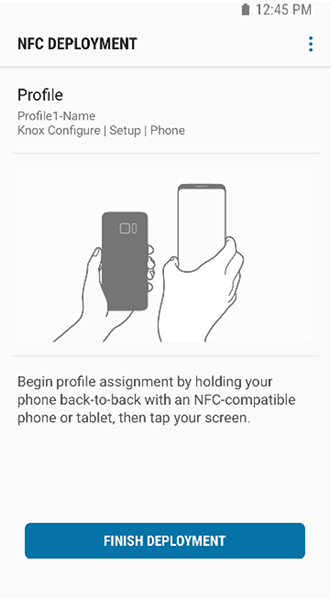 12:45 PM
NFC DEPLOYMENT
Profile
Profile1-Name
Knox Configure | Setup | Phone
Begin profile assignment by holding your
phone back-to-back with an NFC-compatible
phone or tablet, then tap your screen.
FINISH DEPLOYMENT